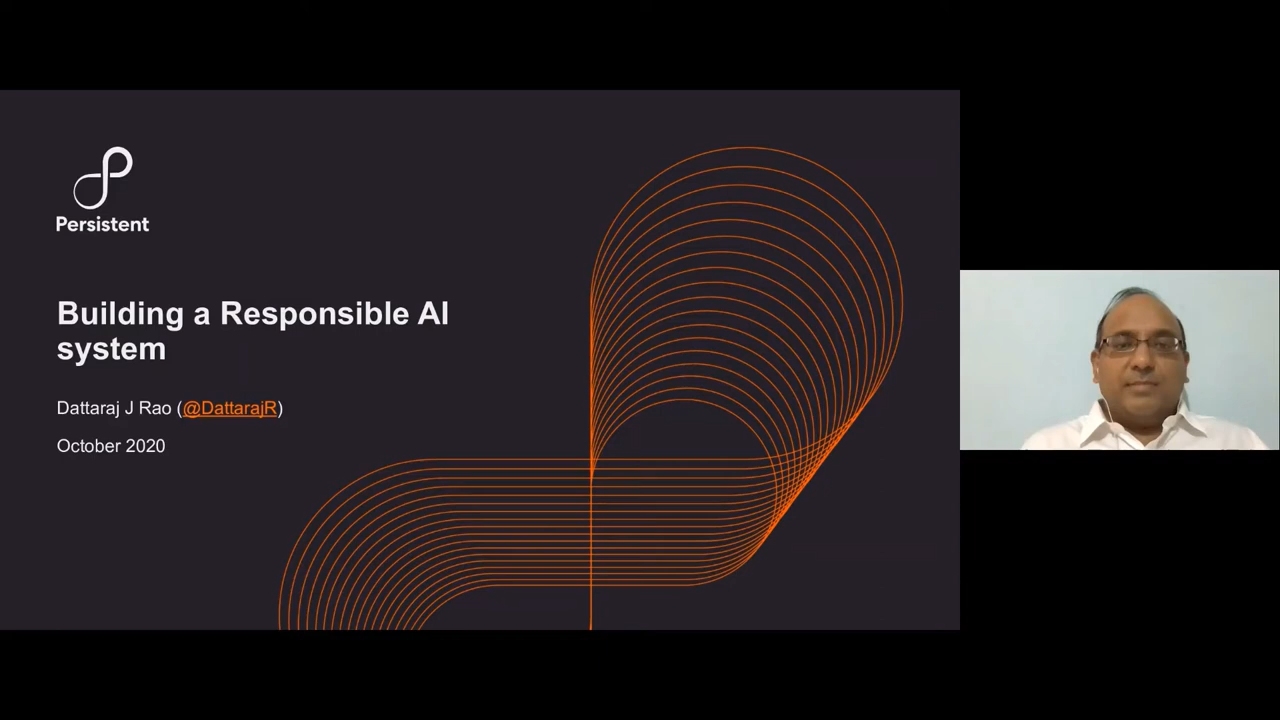 Persistent
Building a Responsible AI
system
Dattaraj J Rao (@DattarajR)
October 2020